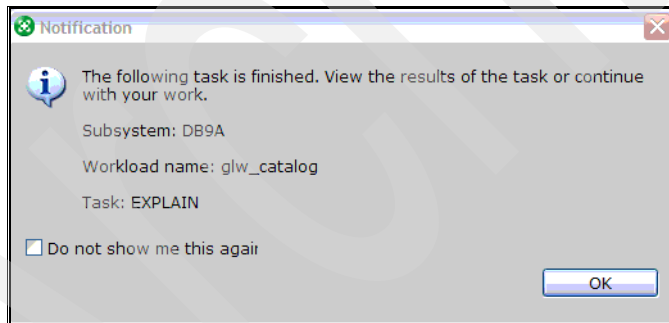 Notification
The following task is finished. View the results of the task or continue
with your work.
Subsystem: DB9A
Workload name: glw_catalog
Task: EXPLAIN
Do not show me this again
OK